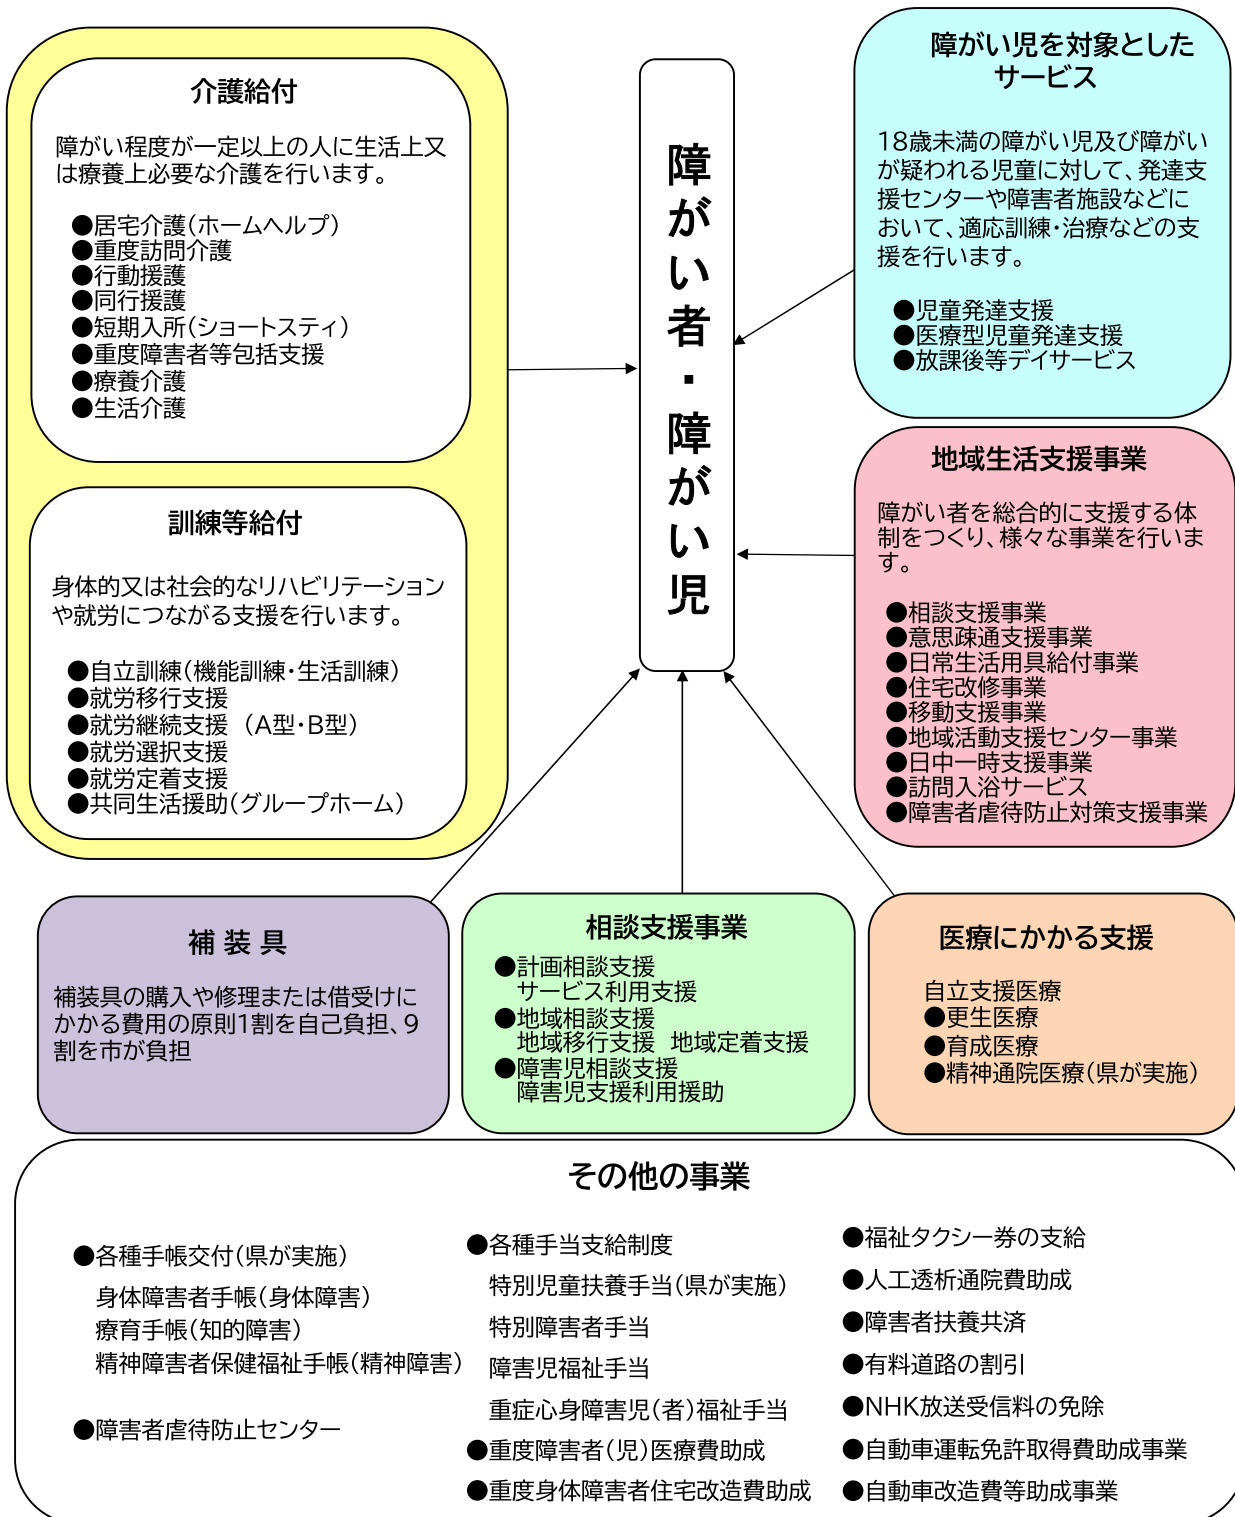 介護給付
障がい程度が一定以上の人に生活上又
は療養上必要な介護を行います。
●居宅介護(ホームヘルプ)
●重度訪問介護
●行動援護
●同行援護
●短期入所(ショートスティ)
●重度障害者等包括支援
●療養介護
●生活介護
訓練等給付
身体的又は社会的なリハビリテーション
や就労につながる支援を行います。
●自立訓練(機能訓練・生活訓練)
●就労移行支援
●就労継続支援 (A型・B型)
●就労選択支援
●就労定着支援
●共同生活援助(グループホーム)
障がい者・障がい児
障がい児を対象とした
サービス
18歳未満の障がい児及び障がい
が疑われる児童に対して、発達支
援センターや障害者施設などに
おいて、適応訓練・治療などの支
援を行います。
●児童発達支援
●医療型児童発達支援
●放課後等デイサービス
地域生活支援事業
障がい者を総合的に支援する体
制をつくり、様々な事業を行いま
す。
●相談支援事業
●意思疎通支援事業
●日常生活用具給付事業
●住宅改修事業
●移動支援事業
●地域活動支援センター事業
●日中一時支援事業
●訪問入浴サービス
●障害者虐待防止対策支援事業
補 装 具
補装具の購入や修理または借受けに
かかる費用の原則1割を自己負担、9
割を市が負担
相談支援事業
●計画相談支援
サービス利用支援
●地域相談支援
地域移行支援 地域定着支援
●障害児相談支援
障害児支援利用援助
医療にかかる支援
自立支援医療
●更生医療
●育成医療
●精神通院医療(県が実施)
その他の事業
●各種手帳交付(県が実施)
身体障害者手帳(身体障害)
療育手帳(知的障害)
精神障害者保健福祉手帳(精神障害)
●障害者虐待防止センター
●各種手当支給制度
特別児童扶養手当(県が実施)
特別障害者手当
障害児福祉手当
重症心身障害児(者)福祉手当
●重度障害者(児)医療費助成
●重度身体障害者住宅改造費助成
●福祉タクシー券の支給
●人工透析通院費助成
●障害者扶養共済
●有料道路の割引
●NHK放送受信料の免除
●自動車運転免許取得費助成事業
●自動車改造費等助成事業